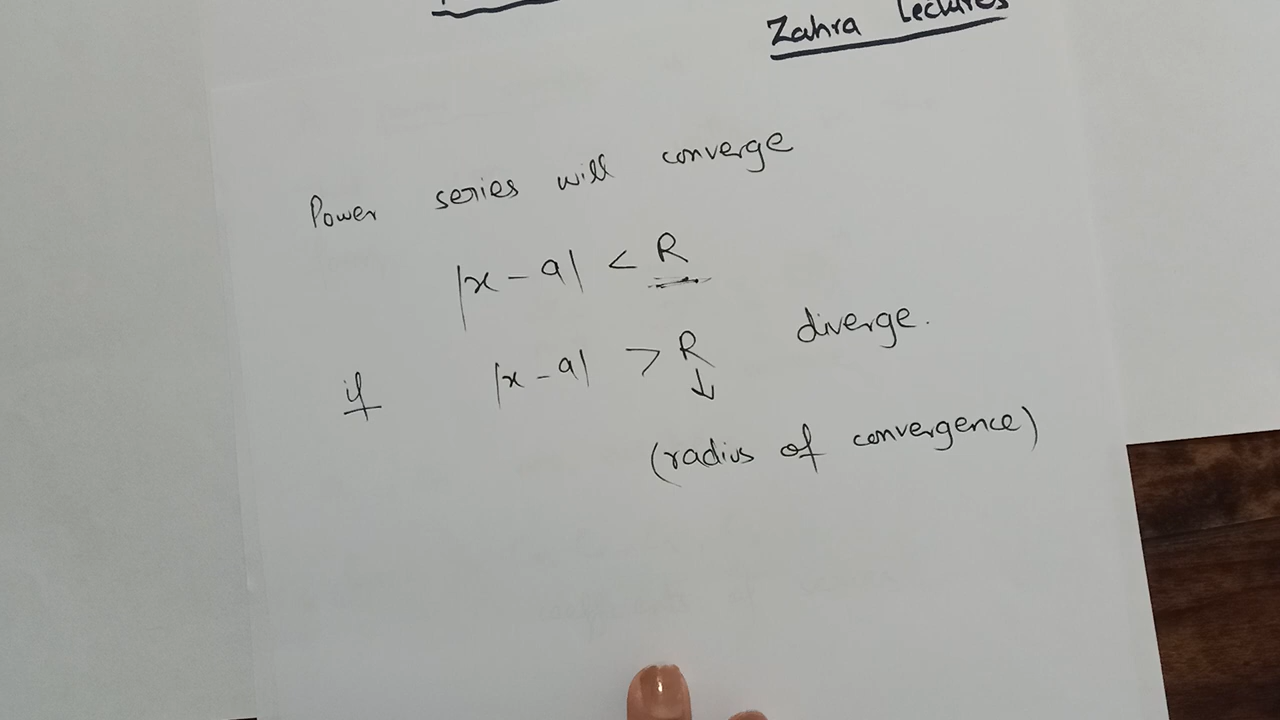 Zahra Lectures
Power series will converge
|x - a| < R
if |x - a| > R diverge.
↓
(radius of convergence)